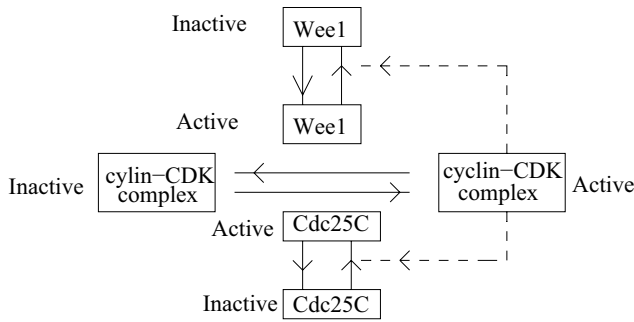 Inactive
Wee1
Active
Wee1
Inactive
cylin−CDK
complex
cyclin−CDK
complex
Active
Active
Cdc25C
Inactive
Cdc25C